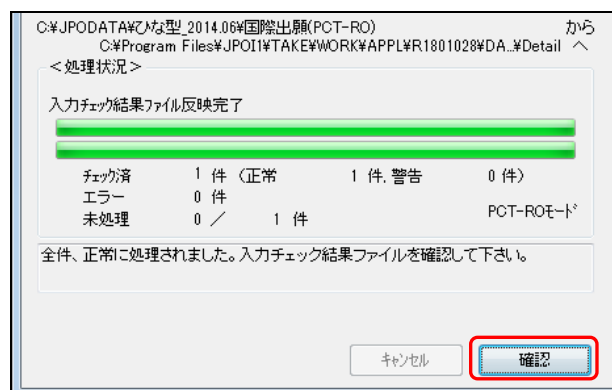 C:¥JPODATA¥ひな型_2014.06¥国際出願(PCT-RO) から
C:¥Program Files¥JPOI1¥TAKE¥WORK¥APPL¥R1801028¥DA..¥Detail へ
＜処理状況＞
入力ﾁｪｯｸ結果ﾌｧｲﾙ反映完了
ﾁｪｯｸ済 1 件 (正常 1 件, 警告 0 件)
エラー 0 件
未処理 0 ／ 1 件 PCT-ROﾓｰﾄﾞ
全件、正常に処理されました。入力チェック結果ファイルを確認して下さい。
ｷｬﾝｾﾙ 確認